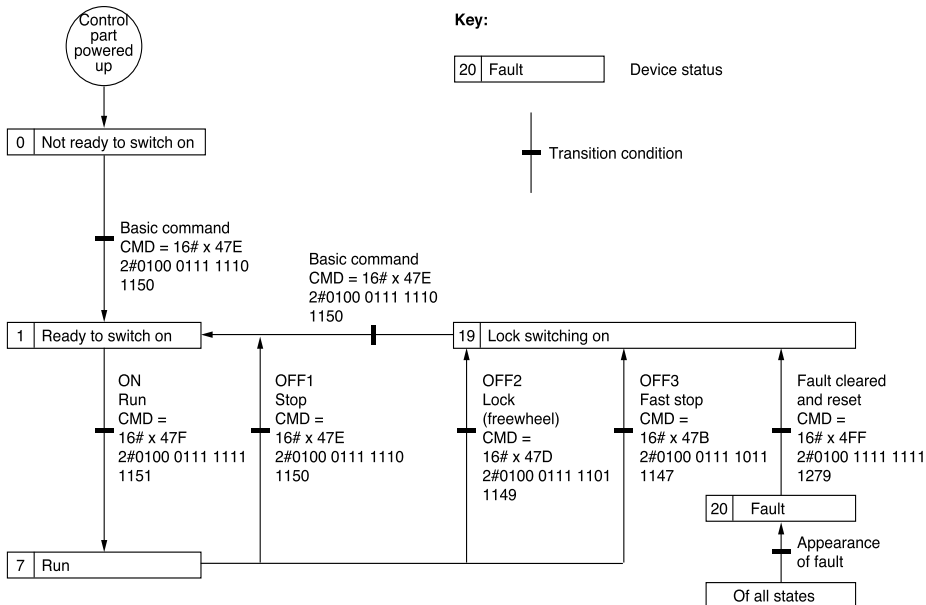 Control
part
powered
up
Key:
20 Fault
Device status
0 Not ready to switch on
Transition condition
Basic command
CMD = 16# x 47E
2#0100 0111 1110
1150
Basic command
CMD = 16# x 47E
2#0100 0111 1110
1150
1 Ready to switch on
19 Lock switching on
ON
Run
CMD =
16# x 47F
2#0100 0111 1111
1151
OFF1
Stop
CMD =
16# x 47E
2#0100 0111 1110
1150
OFF2
Lock
(freewheel)
CMD =
16# x 47D
2#0100 0111 1101
1149
OFF3
Fast stop
CMD =
16# x 47B
2#0100 0111 1011
1147
Fault cleared
and reset
CMD =
16# x 4FF
2#0100 1111 1111
1279
20 Fault
Appearance
of fault
7 Run
Of all states